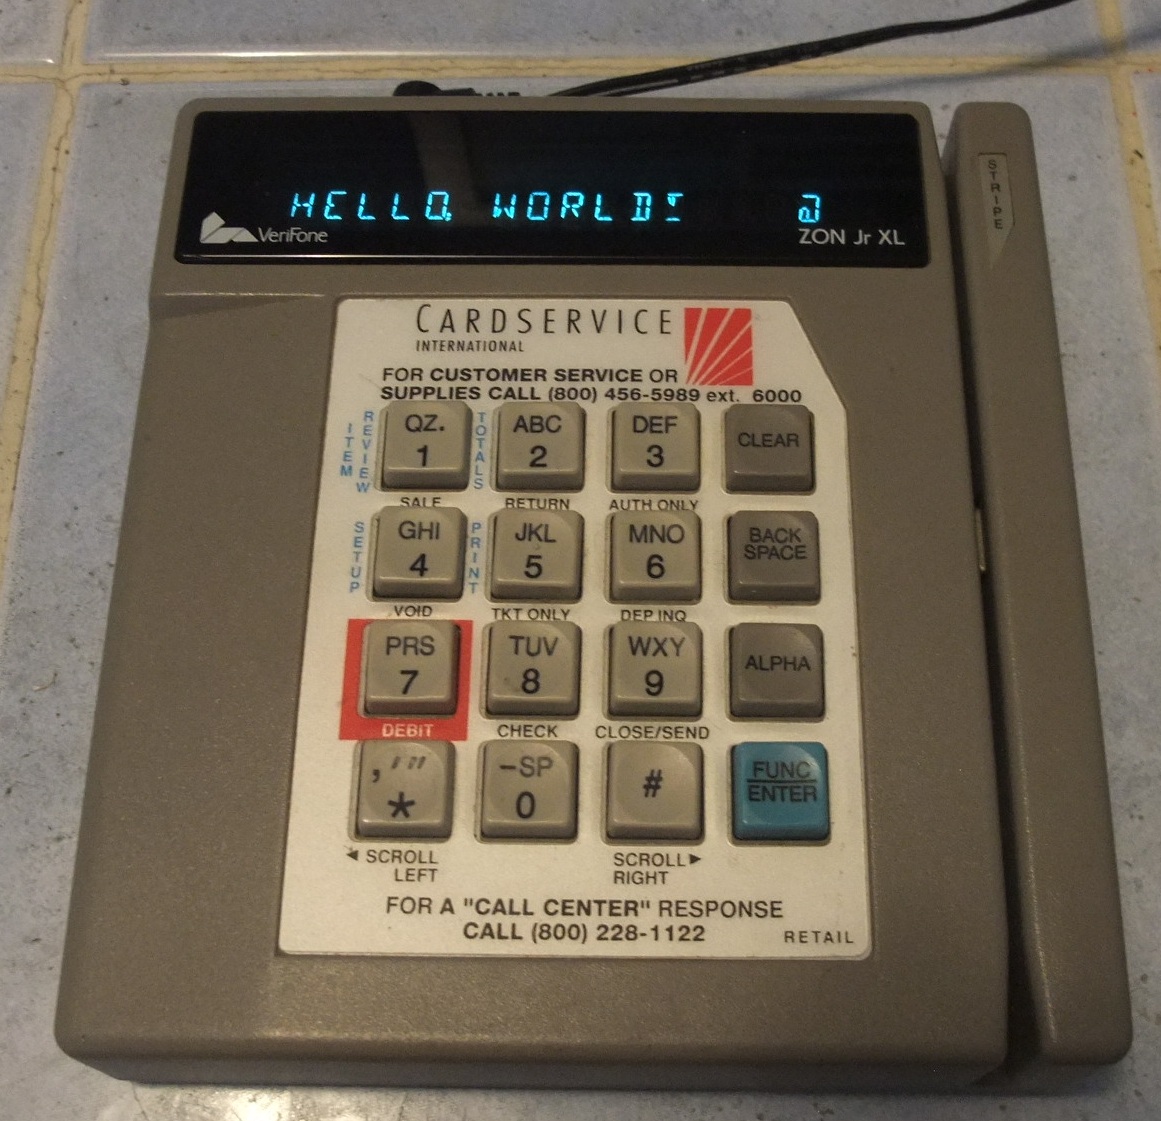 HELLO, WORLD! a
VeriFone
ZON Jr XL
STRIPE
CARDSERVICE
INTERNATIONAL
FOR CUSTOMER SERVICE OR
SUPPLIES CALL (800) 456-5989 ext. 6000
ITEM REVIEW
QZ. 1
TOTALS
ABC 2
DEF 3
CLEAR
SALE
RETURN
AUTH ONLY
SETUP
GHI 4
PRINT
JKL 5
MNO 6
BACK SPACE
VOID
TKT ONLY
DEP.INQ
PRS 7
TUV 8
WXY 9
ALPHA
DEBIT
CHECK
CLOSE/SEND
, ' " *
-SP 0
#
FUNC
ENTER
◄ SCROLL
LEFT
SCROLL►
RIGHT
FOR A "CALL CENTER" RESPONSE
CALL (800) 228-1122
RETAIL